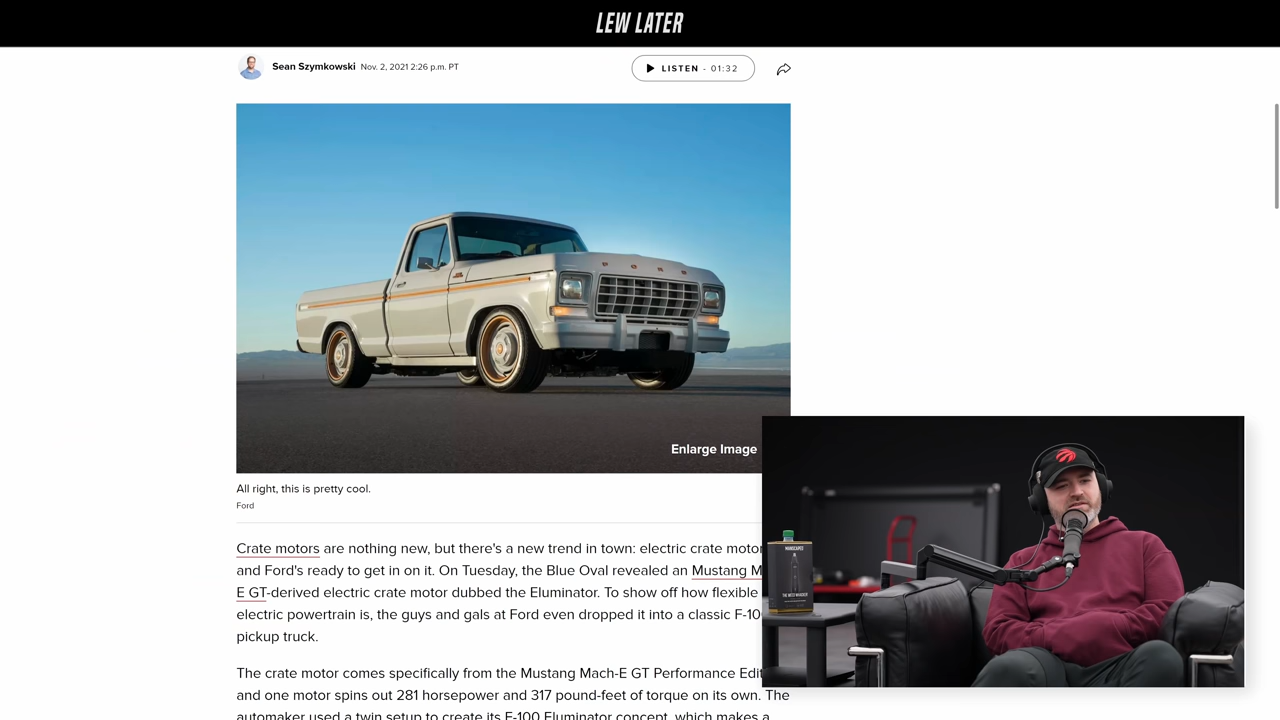 LEW LATER
Sean Szymkowski Nov. 2, 2021 2:26 p.m. PT
LISTEN - 01:32
FORD
Enlarge Image
All right, this is pretty cool.
Ford
Crate motors are nothing new, but there's a new trend in town: electric crate motor
and Ford's ready to get in on it. On Tuesday, the Blue Oval revealed an Mustang M
E GT-derived electric crate motor dubbed the Eluminator. To show off how flexible
electric powertrain is, the guys and gals at Ford even dropped it into a classic F-10
pickup truck.
The crate motor comes specifically from the Mustang Mach-E GT Performance Edit
and one motor spins out 281 horsepower and 317 pound-feet of torque on its own. The
automaker used a twin setup to create its F-100 Eluminator concept, which makes a
MANSCAPED